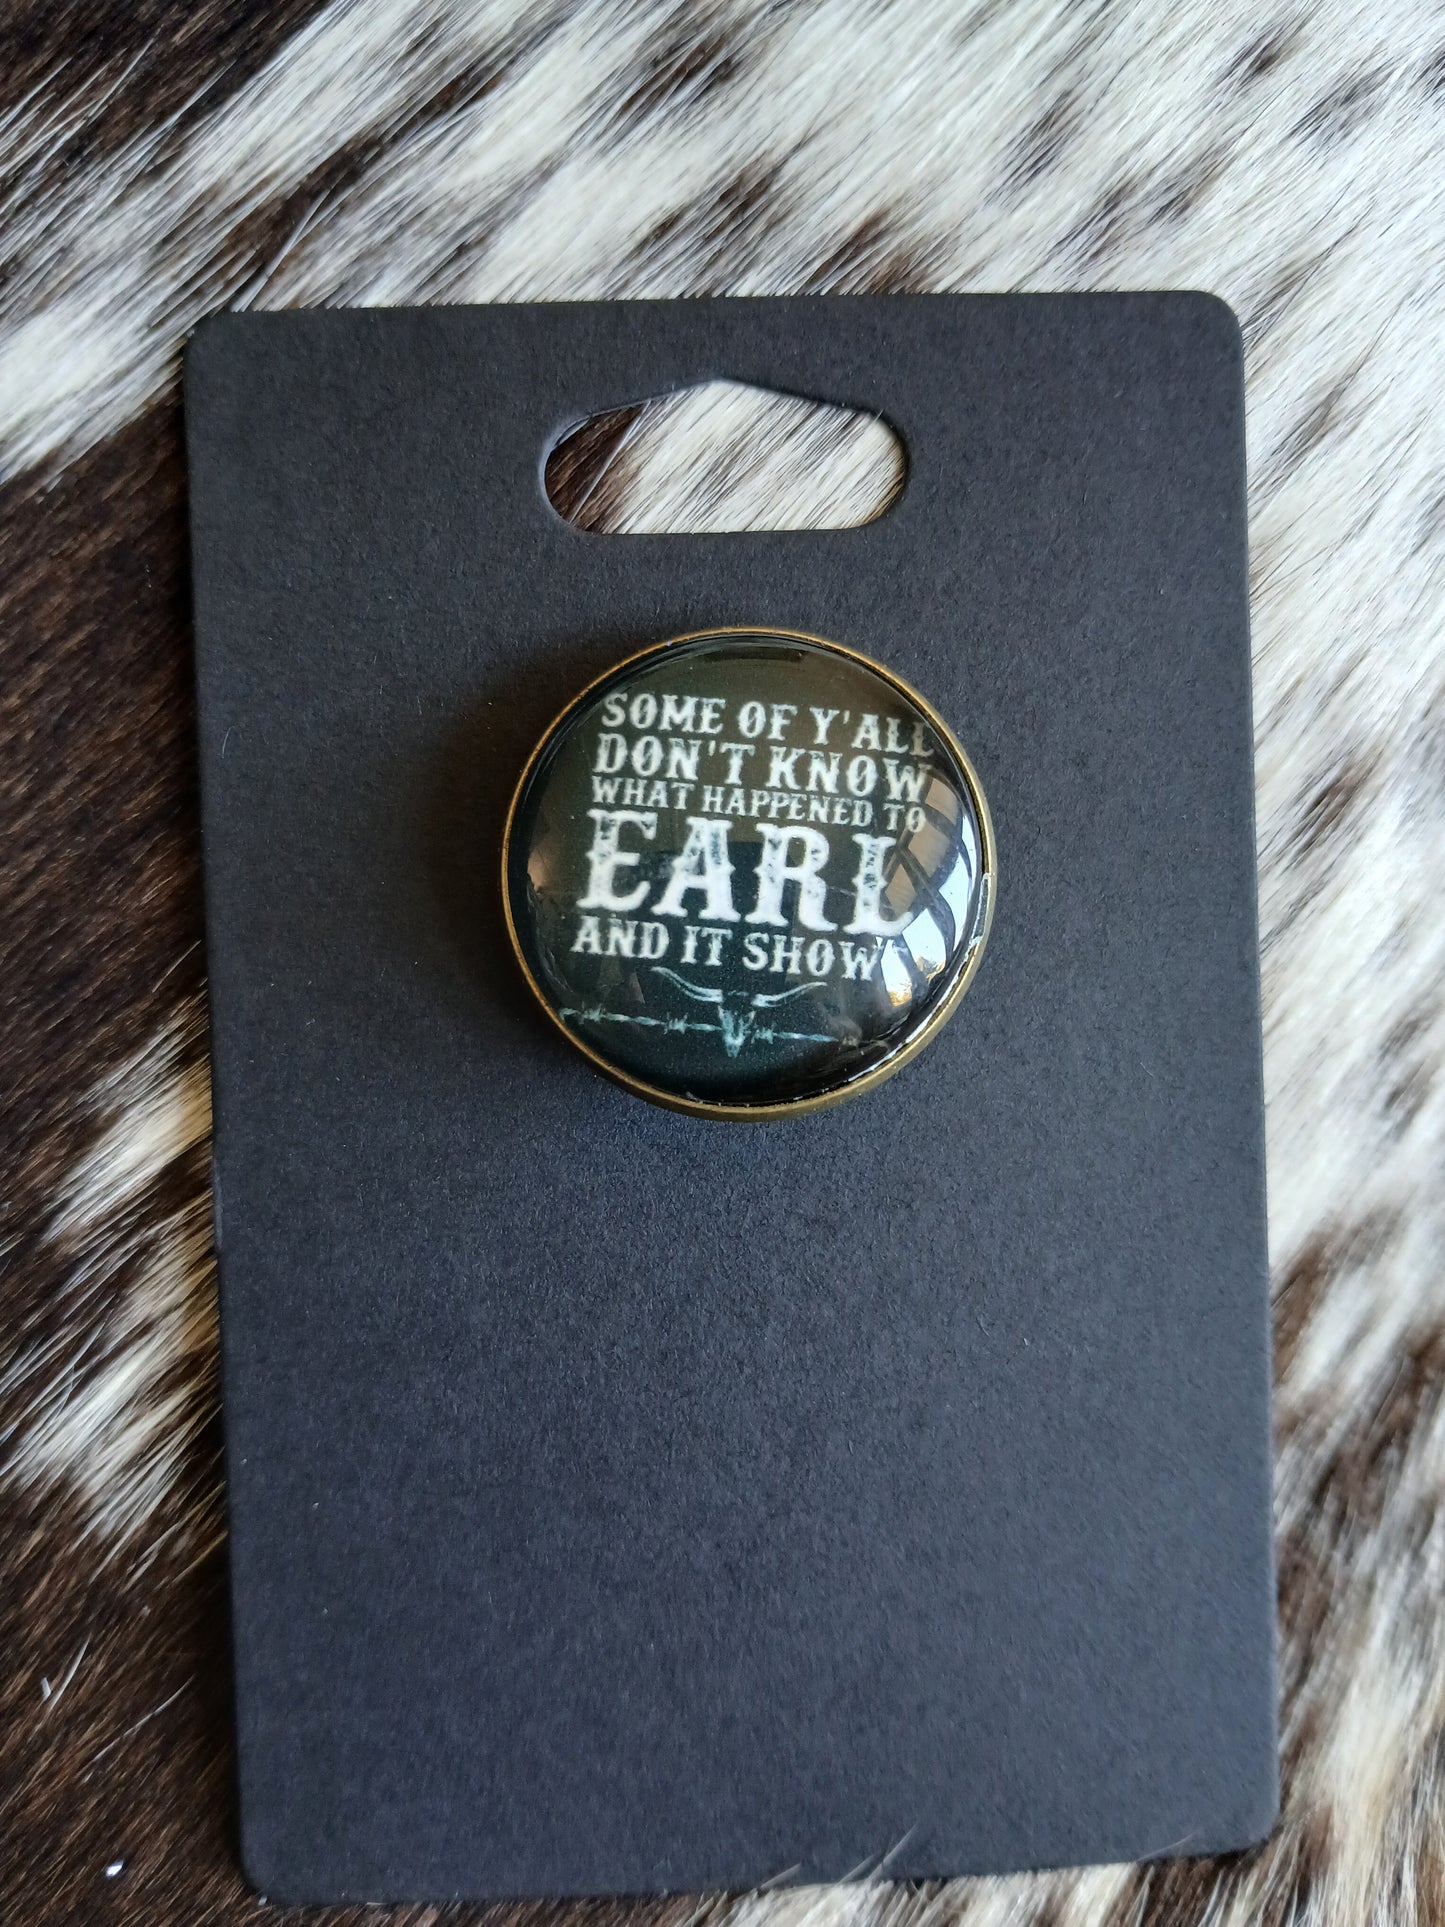 SOME OF Y'ALL
DON'T KNOW
WHAT HAPPENED TO
EARL
AND IT SHOW